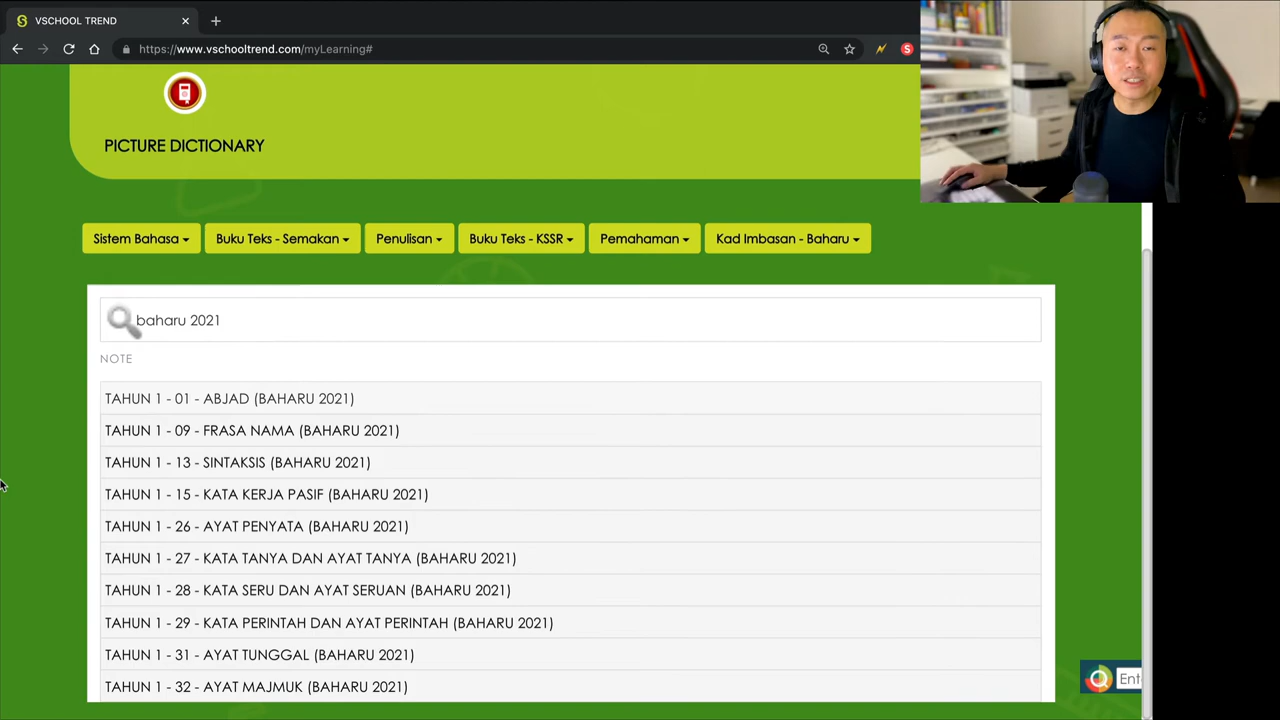 VSCHOOL TREND
https://www.vschooltrend.com/myLearning#
S
PICTURE DICTIONARY
Sistem Bahasa
Buku Teks - Semakan
Penulisan
Buku Teks - KSSR
Pemahaman
Kad Imbasan - Baharu
baharu 2021
NOTE
TAHUN 1 - 01 - ABJAD (BAHARU 2021)
TAHUN 1 - 09 - FRASA NAMA (BAHARU 2021)
TAHUN 1 - 13 - SINTAKSIS (BAHARU 2021)
TAHUN 1 - 15 - KATA KERJA PASIF (BAHARU 2021)
TAHUN 1 - 26 - AYAT PENYATA (BAHARU 2021)
TAHUN 1 - 27 - KATA TANYA DAN AYAT TANYA (BAHARU 2021)
TAHUN 1 - 28 - KATA SERU DAN AYAT SERUAN (BAHARU 2021)
TAHUN 1 - 29 - KATA PERINTAH DAN AYAT PERINTAH (BAHARU 2021)
TAHUN 1 - 31 - AYAT TUNGGAL (BAHARU 2021)
TAHUN 1 - 32 - AYAT MAJMUK (BAHARU 2021)
Ent